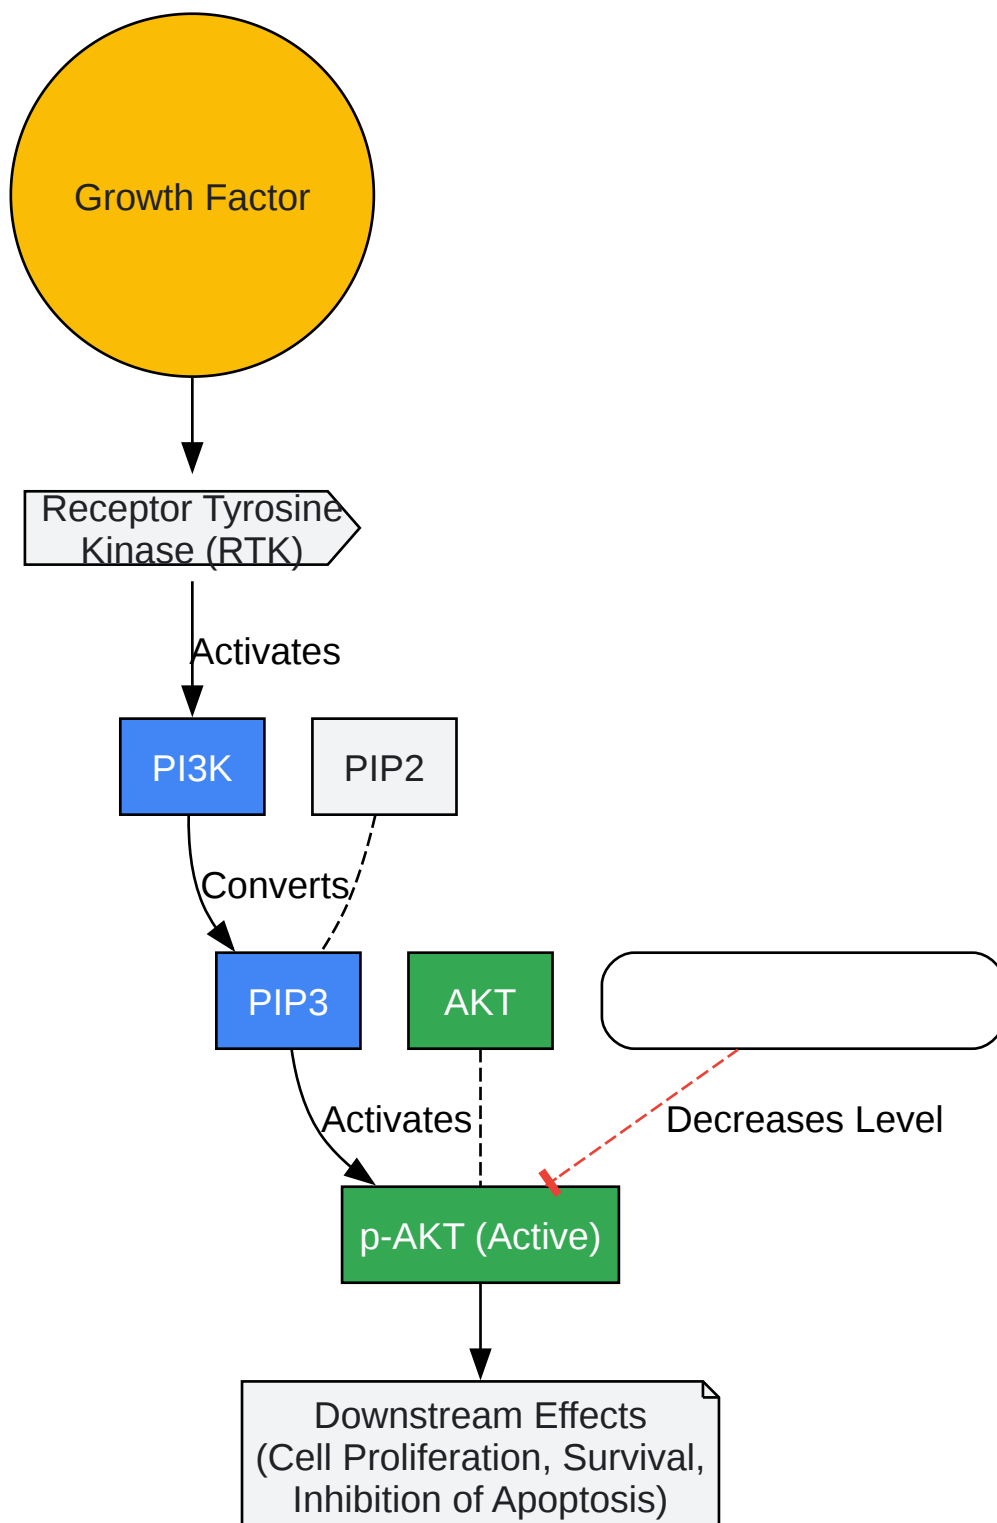 Growth Factor
Receptor Tyrosine
Kinase (RTK)
Activates
PI3K
PIP2
Converts
PIP3
AKT
Activates
Decreases Level
p-AKT (Active)
Downstream Effects
(Cell Proliferation, Survival,
Inhibition of Apoptosis)